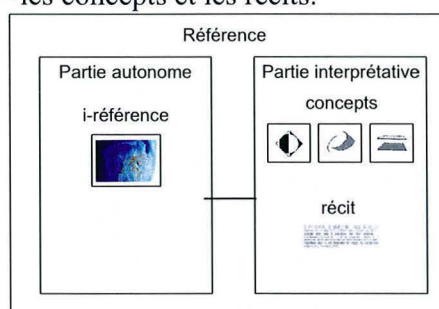 les concepts et les récits.
Référence
Partie autonome
Partie interprétative
i-référence
concepts
récit